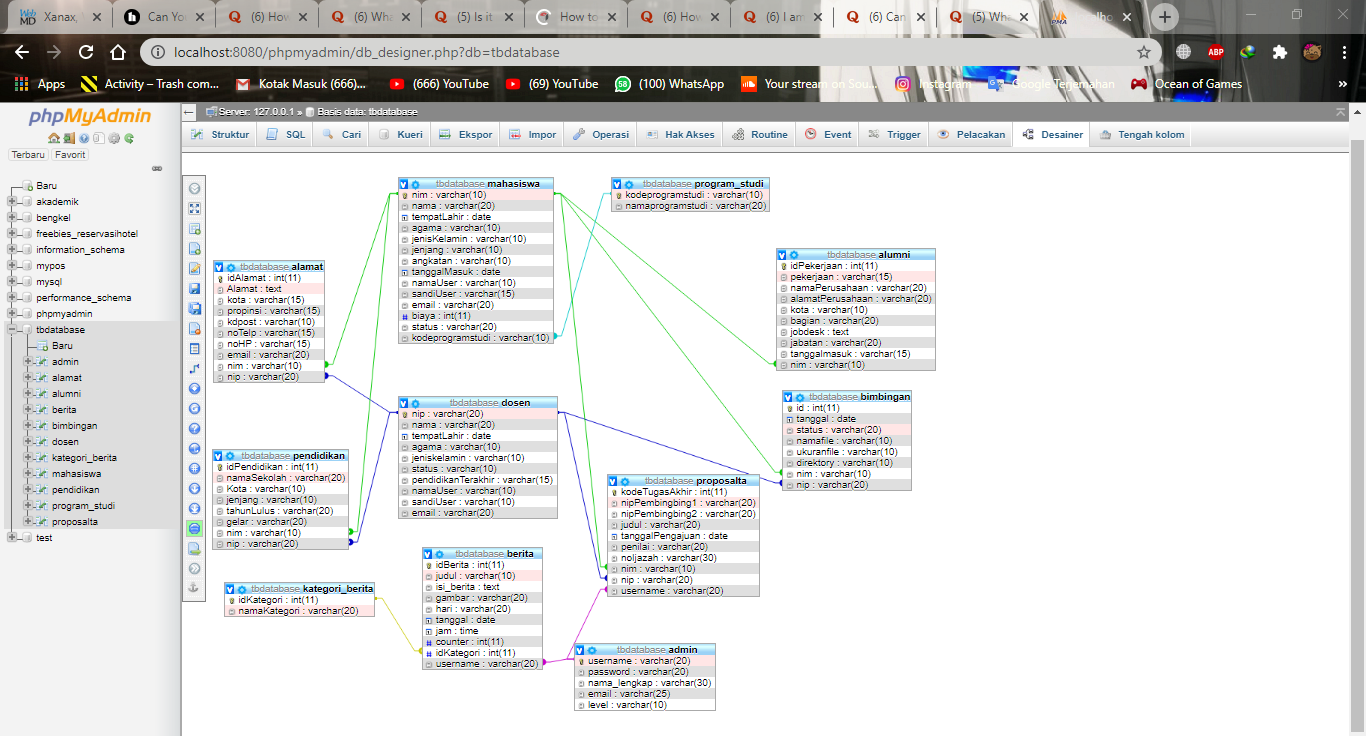 Xanax,
Can You
(6) How
(6) Wha
(5) Is it
How to
(6) How
(6) I am
(6) Can
(5) Wha
localhost:8080/phpmyadmin/db_designer.php?db=tbdatabase
ABP
Apps
Activity – Trash com...
Kotak Masuk (666)...
(666) YouTube
(69) YouTube
(100) WhatsApp
Your stream on Sou...
Instagram
Google Terjemahan
Ocean of Games
»
phpMyAdmin
Terbaru
Favorit
Baru
akademik
bengkel
freebies_reservasihotel
information_schema
mypos
mysql
performance_schema
phpmyadmin
tbdatabase
Baru
admin
alamat
alumni
berita
bimbingan
dosen
kategori_berita
mahasiswa
pendidikan
program_studi
proposalta
test
Server: 127.0.0.1 » Basis data: tbdatabase
Struktur
SQL
Cari
Kueri
Ekspor
Impor
Operasi
Hak Akses
Routine
Event
Trigger
Pelacakan
Desainer
Tengah kolom
tbdatabase mahasiswa
nim : varchar(10)
nama : varchar(20)
tempatLahir : date
agama : varchar(10)
jenisKelamin : varchar(10)
jenjang : varchar(10)
angkatan : varchar(10)
tanggalMasuk : date
namaUser : varchar(10)
sandiUser : varchar(15)
email : varchar(20)
biaya : int(11)
status : varchar(20)
kodeprogramstudi : varchar(10)
tbdatabase program_studi
kodeprogramstudi : varchar(10)
namaprogramstudi : varchar(20)
tbdatabase alumni
idPekerjaan : int(11)
pekerjaan : varchar(15)
namaPerusahaan : varchar(20)
alamatPerusahaan : varchar(20)
kota : varchar(10)
bagian : varchar(20)
jobdesk : text
jabatan : varchar(20)
tanggalmasuk : varchar(15)
nim : varchar(10)
tbdatabase alamat
idAlamat : int(11)
Alamat : text
kota : varchar(15)
propinsi : varchar(15)
kdpost : varchar(10)
noTelp : varchar(15)
noHP : varchar(15)
email : varchar(20)
nim : varchar(10)
nip : varchar(20)
tbdatabase dosen
nip : varchar(20)
nama : varchar(20)
tempatLahir : date
agama : varchar(10)
jeniskelamin : varchar(10)
status : varchar(10)
pendidikanTerakhir : varchar(15)
namaUser : varchar(10)
sandiUser : varchar(10)
email : varchar(20)
tbdatabase bimbingan
id : int(11)
tanggal : date
status : varchar(20)
namafile : varchar(10)
ukuranfile : varchar(10)
direktory : varchar(10)
nim : varchar(10)
nip : varchar(20)
tbdatabase pendidikan
idPendidikan : int(11)
namaSekolah : varchar(20)
Kota : varchar(10)
jenjang : varchar(10)
tahunLulus : varchar(20)
gelar : varchar(20)
nim : varchar(10)
nip : varchar(20)
tbdatabase proposalta
kodeTugasAkhir : int(11)
nipPembingbing1 : varchar(20)
nipPembingbing2 : varchar(20)
judul : varchar(20)
tanggalPengajuan : date
penilai : varchar(20)
noIjazah : varchar(30)
nim : varchar(10)
nip : varchar(20)
username : varchar(20)
tbdatabase berita
idBerita : int(11)
judul : varchar(10)
isi_berita : text
gambar : varchar(20)
hari : varchar(20)
tanggal : date
jam : time
counter : int(11)
idKategori : int(11)
username : varchar(20)
tbdatabase kategori_berita
idKategori : int(11)
namaKategori : varchar(20)
tbdatabase admin
username : varchar(20)
password : varchar(20)
nama_lengkap : varchar(30)
email : varchar(25)
level : varchar(10)